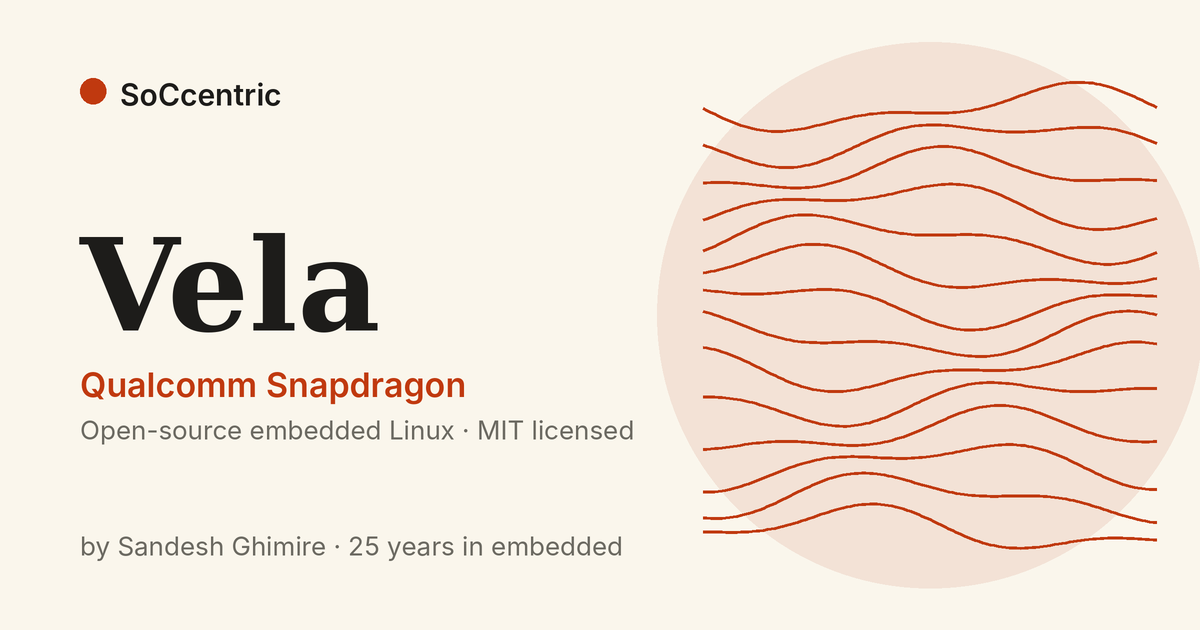 SoCcentric
Vela
Qualcomm Snapdragon
Open-source embedded Linux · MIT licensed
by Sandesh Ghimire · 25 years in embedded